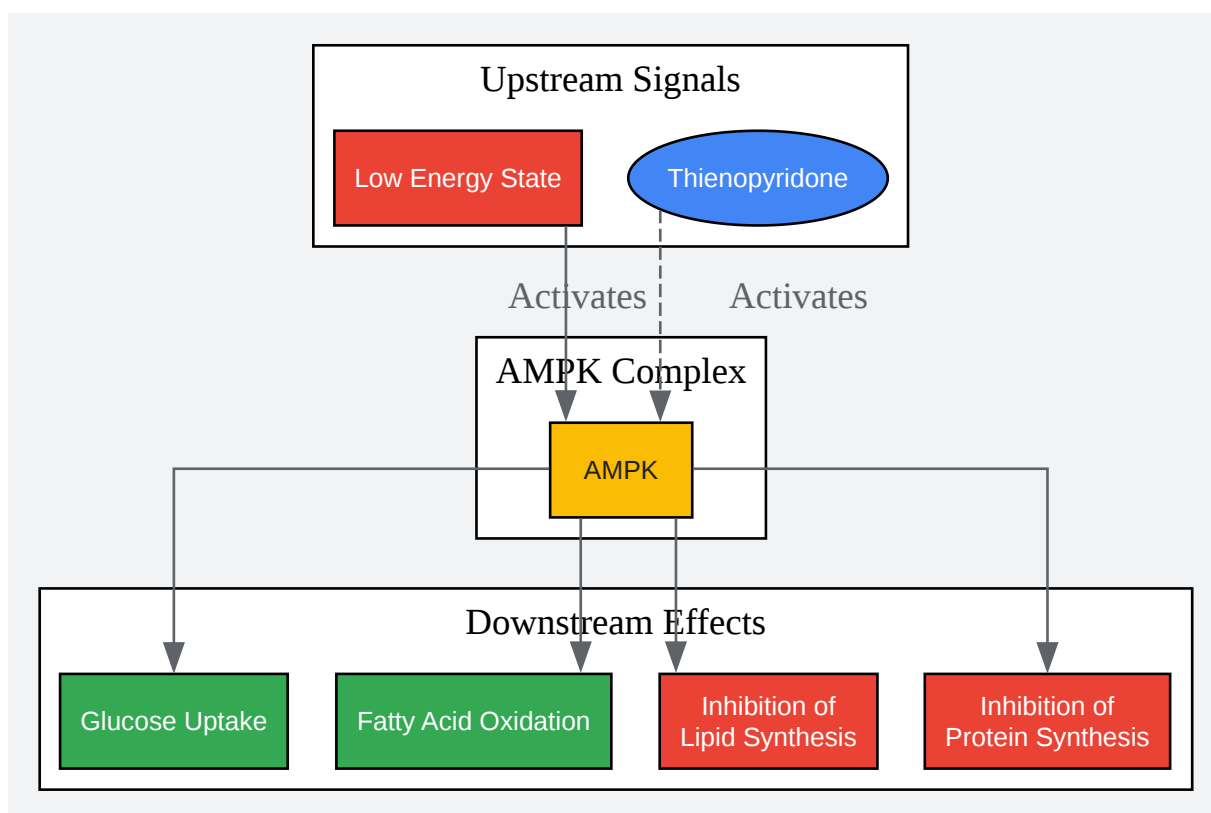 Upstream Signals
Low Energy State
Thienopyridone
Activates
Activates
AMPK Complex
AMPK
Downstream Effects
Glucose Uptake
Fatty Acid Oxidation
Inhibition of
Lipid Synthesis
Inhibition of
Protein Synthesis